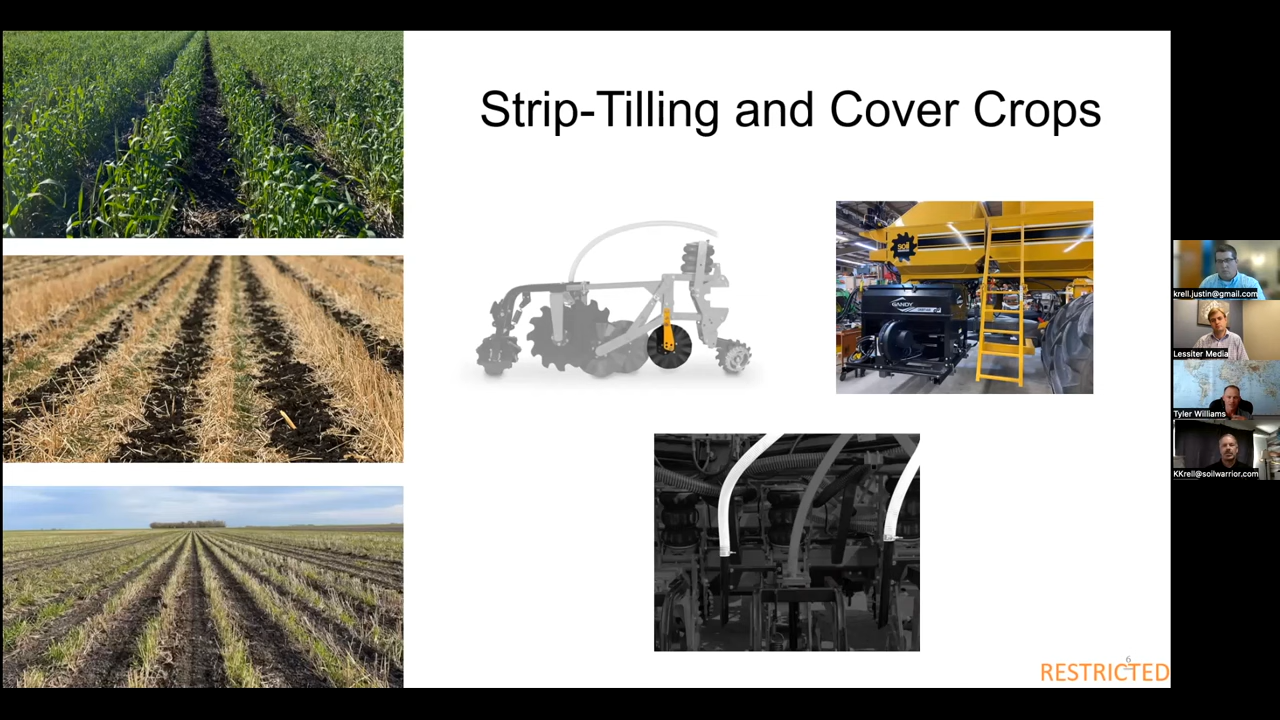 Strip-Tilling and Cover Crops
soil
GANDY
krell.justin@gmail.com
Lessiter Media
Tyler Williams
KKrell@soilwarrior.com
6
RESTRICTED